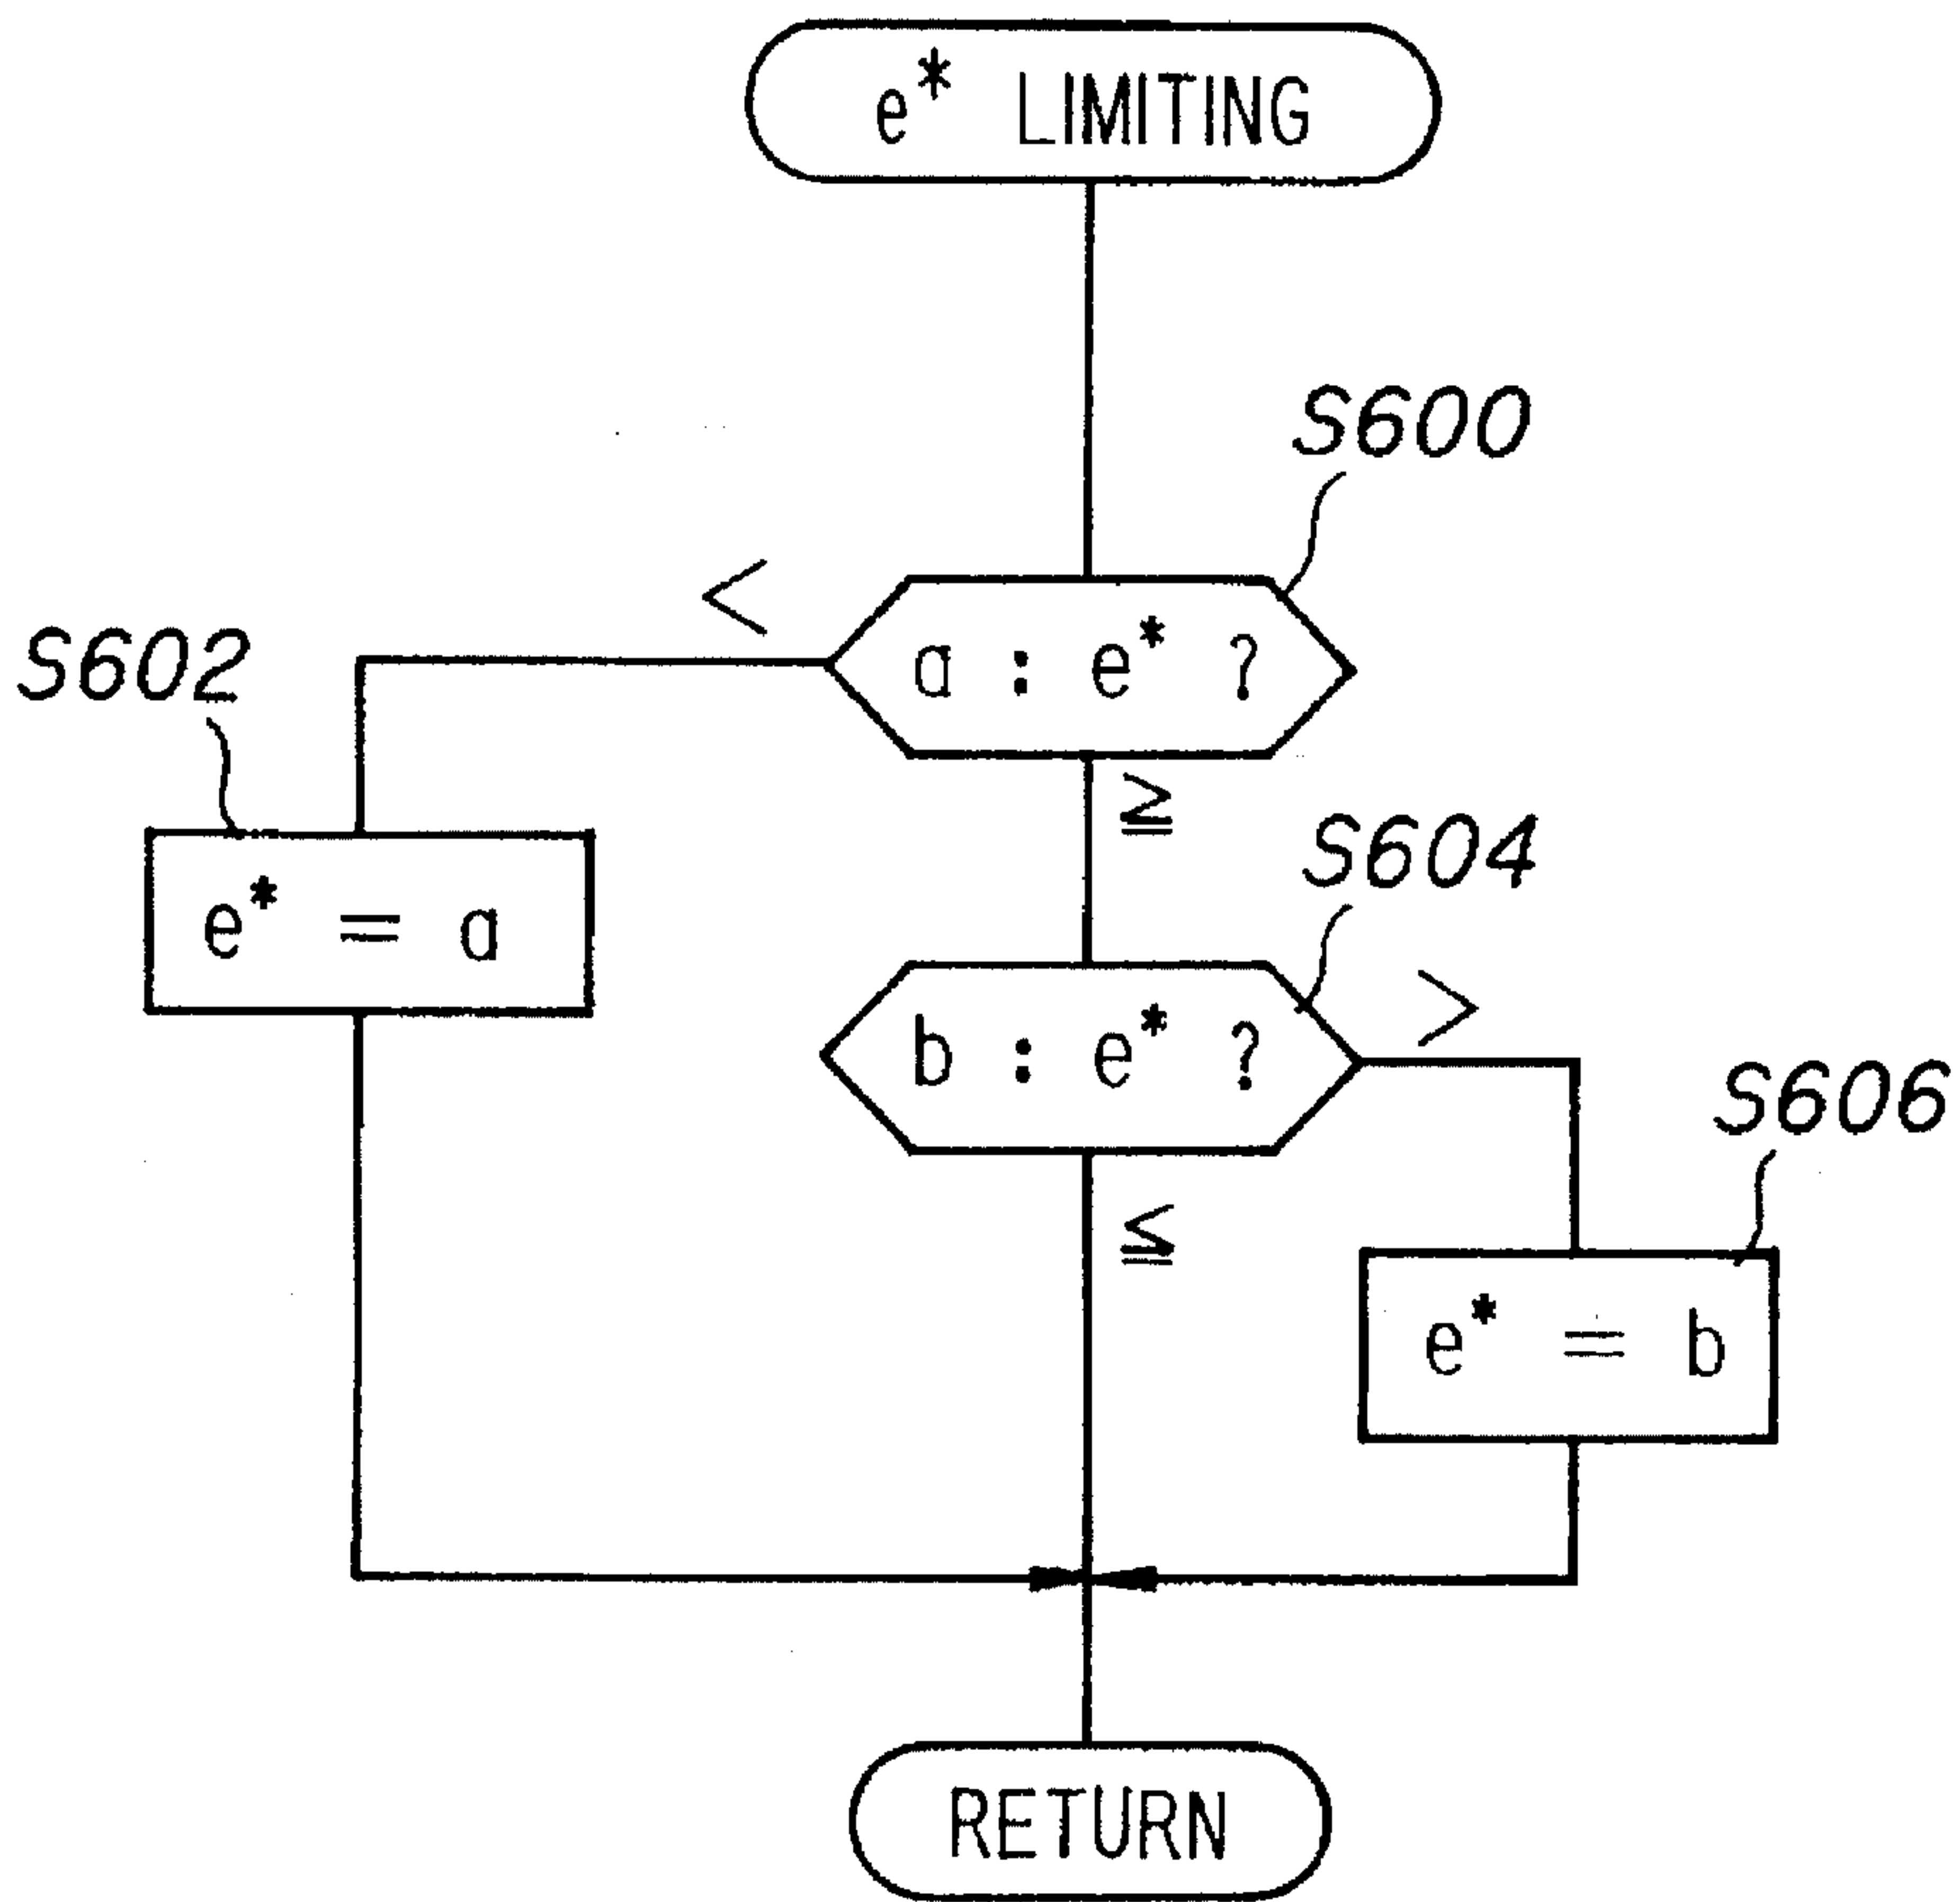 e* LIMITING
S600
<
a : e* ?
S602
≧
e* = a
S604
>
b : e* ?
S606
≦
e* = b
RETURN